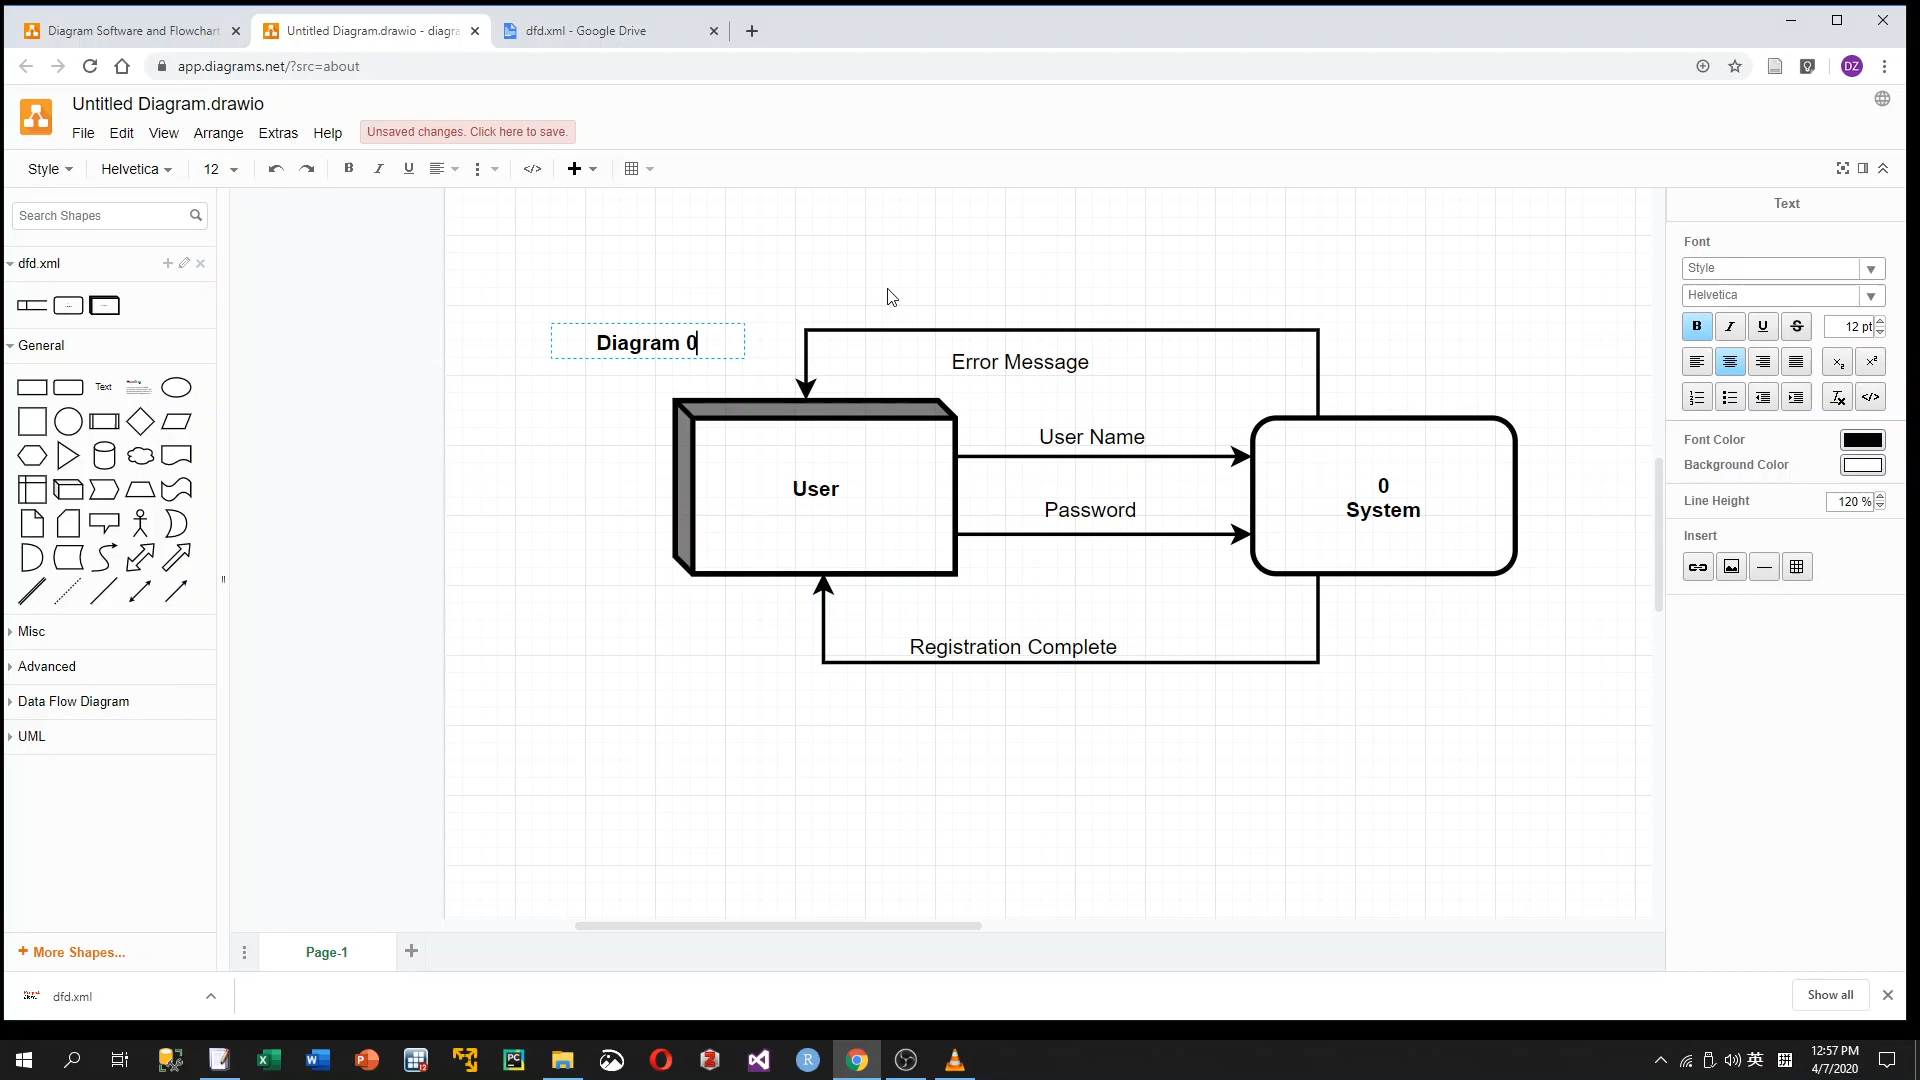 Diagram Software and Flowchart
Untitled Diagram.drawio - diagra
dfd.xml - Google Drive
app.diagrams.net/?src=about
DZ
Untitled Diagram.drawio
File Edit View Arrange Extras Help
Unsaved changes. Click here to save.
Style
Helvetica
12
B I U
</>
Search Shapes
dfd.xml
General
Text
Misc
Advanced
Data Flow Diagram
UML
+ More Shapes...
Diagram 0
Error Message
User Name
User
Password
0
System
Registration Complete
Page-1
Text
Font
Style
Helvetica
B I U S
12 pt
Font Color
Background Color
Line Height
120 %
Insert
dfd.xml
Show all
英
12:57 PM
4/7/2020